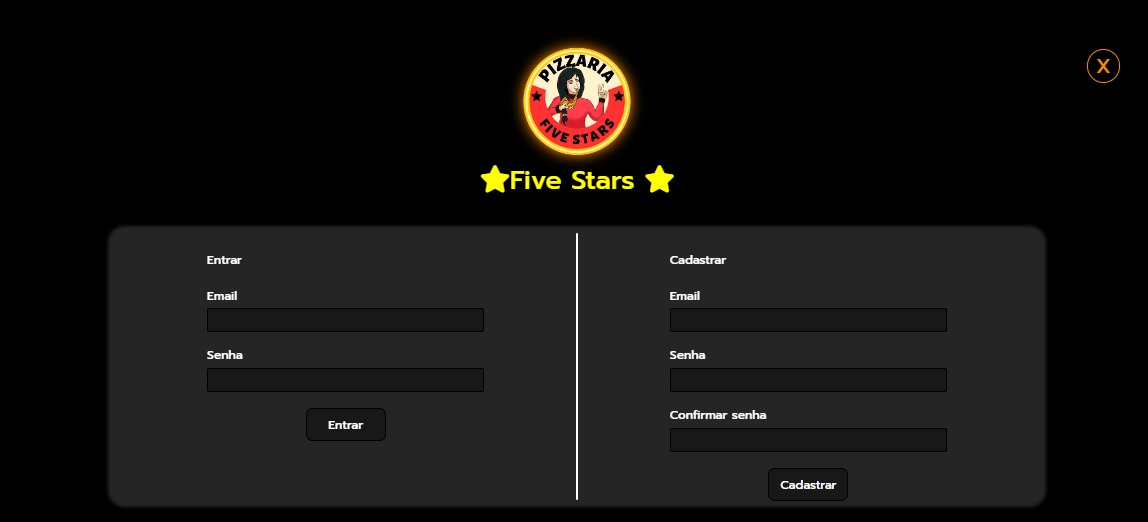 PIZZARIA
FIVE STARS
X
Five Stars
Entrar
Email
Senha
Entrar
Cadastrar
Email
Senha
Confirmar senha
Cadastrar